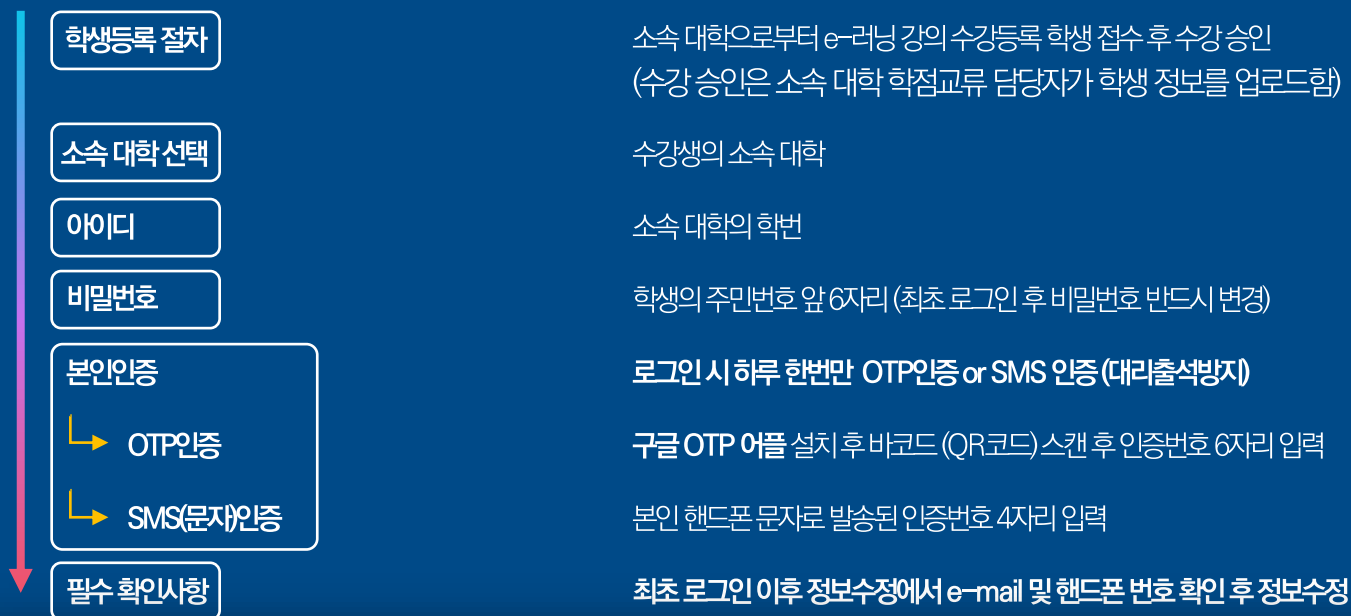 학생등록 절차
소속 대학으로부터 e-러닝 강의 수강등록 학생 접수 후 수강 승인
(수강 승인은 소속 대학 학점교류 담당자가 학생 정보를 업로드함)
소속 대학 선택
수강생의 소속 대학
아이디
소속 대학의 학번
비밀번호
학생의 주민번호 앞 6자리 (최초 로그인 후 비밀번호 반드시 변경)
본인인증
로그인 시 하루 한번만 OTP인증 or SMS 인증 (대리출석방지)
OTP인증
구글 OTP 어플 설치 후 바코드 (QR코드) 스캔 후 인증번호 6자리 입력
SMS(문자)인증
본인 핸드폰 문자로 발송된 인증번호 4자리 입력
필수 확인사항
최초 로그인 이후 정보수정에서 e-mail 및 핸드폰 번호 확인 후 정보수정